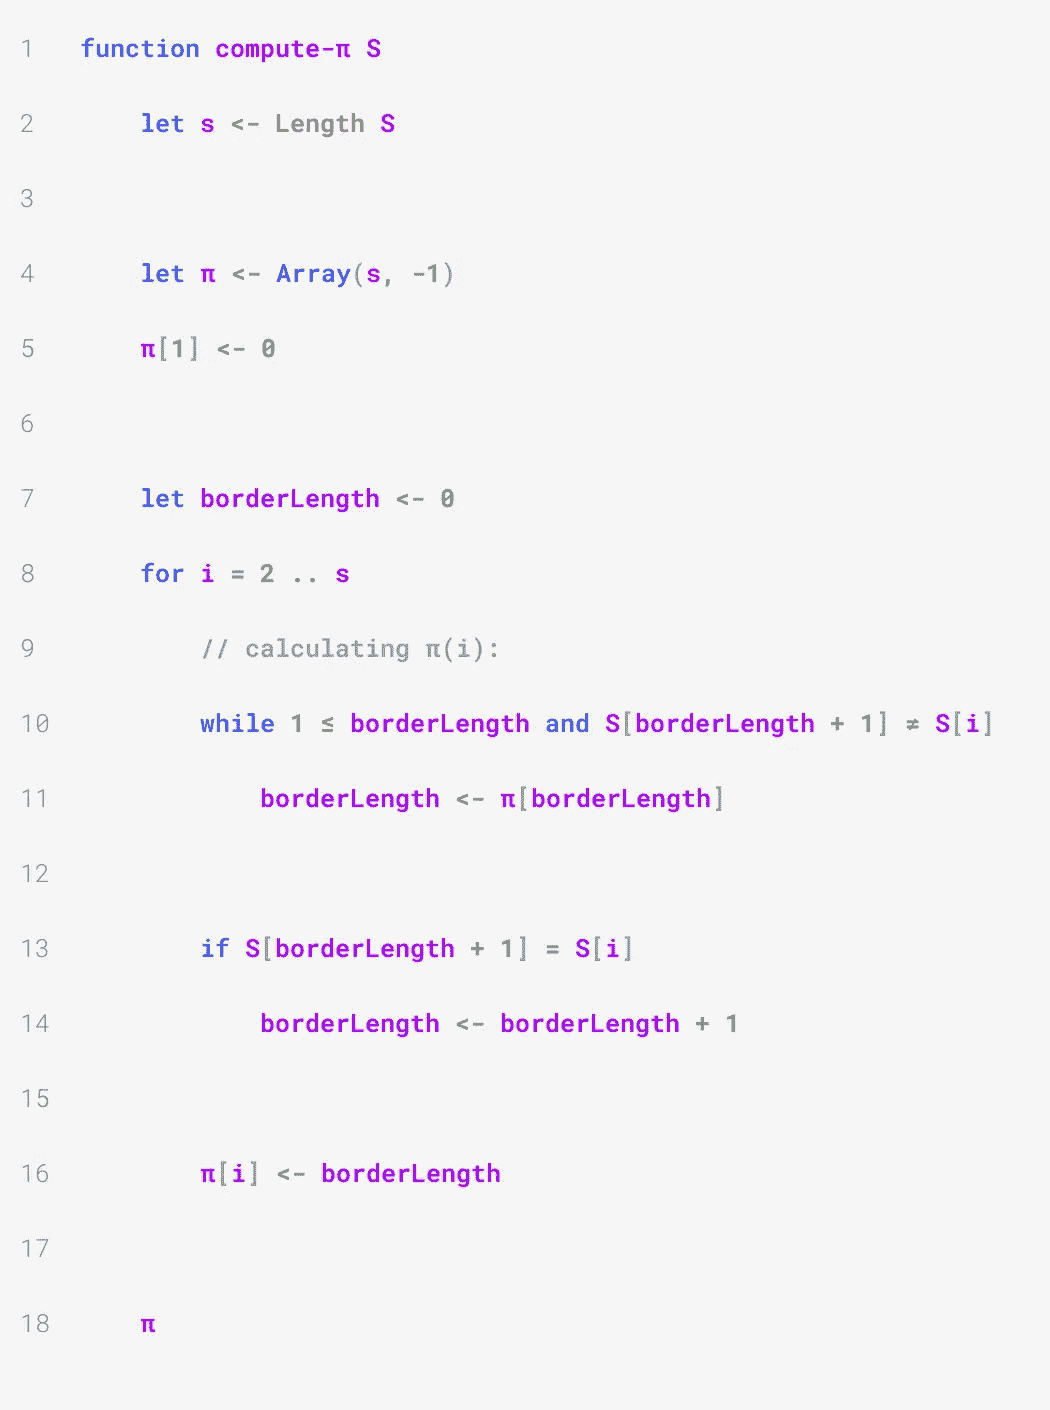 1 function compute-π S
2 let s <- Length S
3
4 let π <- Array(s, -1)
5 π[1] <- 0
6
7 let borderLength <- 0
8 for i = 2 .. s
9 // calculating π(i):
10 while 1 ≤ borderLength and S[borderLength + 1] ≠ S[i]
11 borderLength <- π[borderLength]
12
13 if S[borderLength + 1] = S[i]
14 borderLength <- borderLength + 1
15
16 π[i] <- borderLength
17
18 π